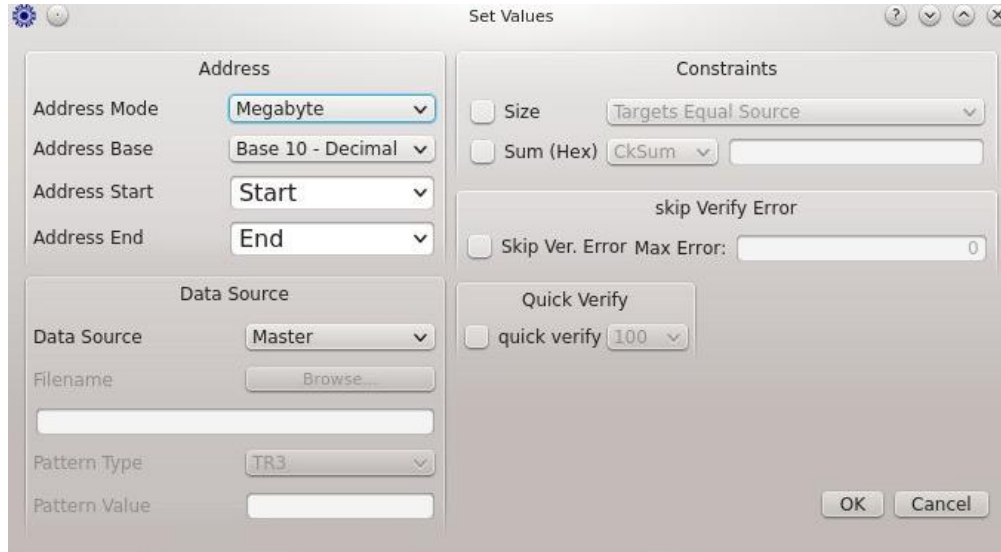 Set Values
Address
Address Mode Megabyte
Address Base Base 10 - Decimal
Address Start Start
Address End End
Data Source
Data Source Master
Filename Browse...
Pattern Type TR3
Pattern Value
Constraints
Size Targets Equal Source
Sum (Hex) CkSum
skip Verify Error
Skip Ver. Error Max Error: 0
Quick Verify
quick verify 100
OK Cancel